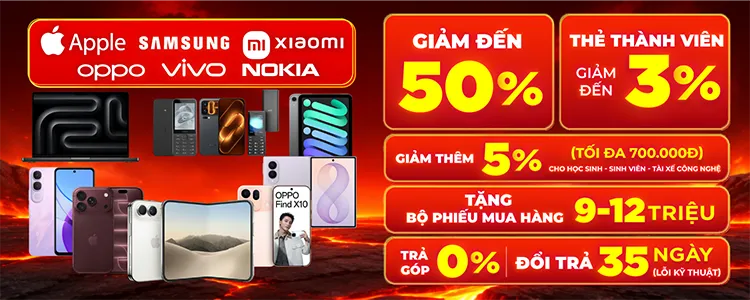 Apple SAMSUNG mi xiaomi
oppo vivo NOKIA
GIẢM ĐẾN
50%
THẺ THÀNH VIÊN
GIẢM ĐẾN 3%
GIẢM THÊM 5% (TỐI ĐA 700.000Đ)
CHO HỌC SINH - SINH VIÊN - TÀI XẾ CÔNG NGHỆ
TẶNG
BỘ PHIẾU MUA HÀNG 9-12 TRIỆU
TRẢ GÓP 0%
ĐỔI TRẢ 35 NGÀY
(LỖI KỸ THUẬT)
OPPO
Find X10